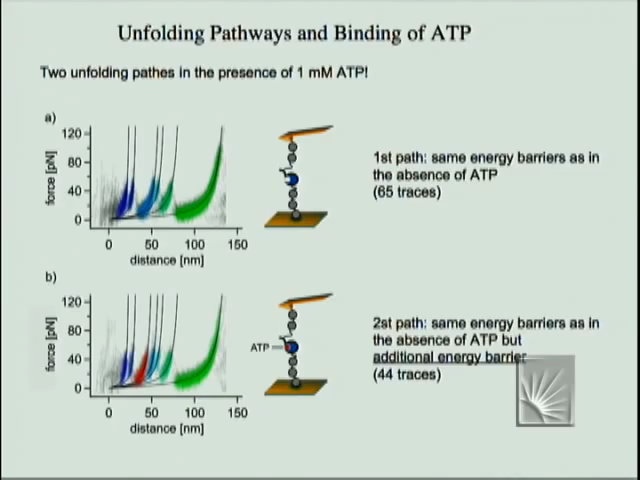 Unfolding Pathways and Binding of ATP
Two unfolding pathes in the presence of 1 mM ATP!
a)
120
80
40
0
force [pN]
0 50 100 150
distance [nm]
1st path: same energy barriers as in
the absence of ATP
(65 traces)
b)
120
80
40
0
force [pN]
0 50 100 150
distance [nm]
ATP
2st path: same energy barriers as in
the absence of ATP but
additional energy barrier
(44 traces)